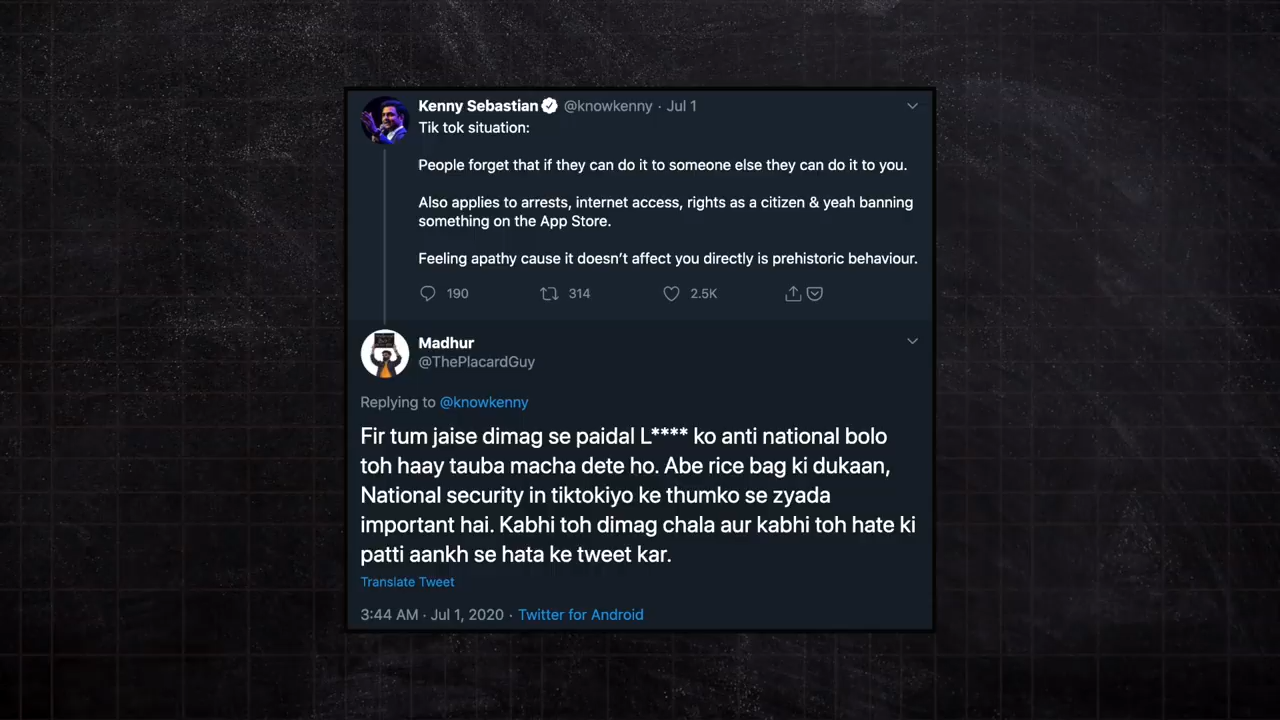 Kenny Sebastian @knowkenny · Jul 1
Tik tok situation:
People forget that if they can do it to someone else they can do it to you.
Also applies to arrests, internet access, rights as a citizen & yeah banning
something on the App Store.
Feeling apathy cause it doesn’t affect you directly is prehistoric behaviour.
190 314 2.5K
Madhur
@ThePlacardGuy
Replying to @knowkenny
Fir tum jaise dimag se paidal L**** ko anti national bolo
toh haay tauba macha dete ho. Abe rice bag ki dukaan,
National security in tiktokiyo ke thumko se zyada
important hai. Kabhi toh dimag chala aur kabhi toh hate ki
patti aankh se hata ke tweet kar.
Translate Tweet
3:44 AM · Jul 1, 2020 · Twitter for Android